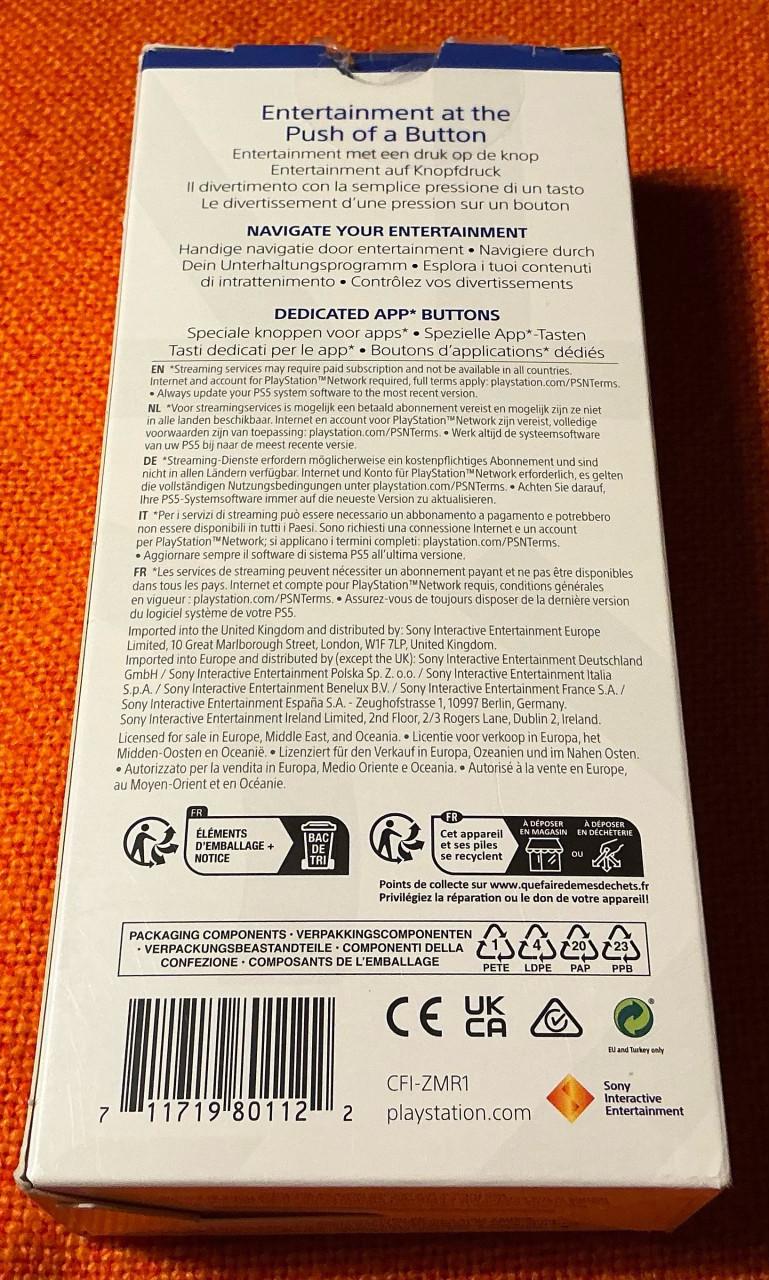 Entertainment at the
Push of a Button
Entertainment met een druk op de knop
Entertainment auf Knopfdruck
Il divertimento con la semplice pressione di un tasto
Le divertissement d'une pression sur un bouton
NAVIGATE YOUR ENTERTAINMENT
Handige navigatie door entertainment • Navigiere durch
Dein Unterhaltungsprogramm • Esplora i tuoi contenuti
di intrattenimento • Contrôlez vos divertissements
DEDICATED APP* BUTTONS
Speciale knoppen voor apps* • Spezielle App*-Tasten
Tasti dedicati per le app* • Boutons d'applications* dédiés
EN *Streaming services may require paid subscription and not be available in all countries.
Internet and account for PlayStation™Network required, full terms apply: playstation.com/PSNTerms.
• Always update your PS5 system software to the most recent version.
NL *Voor streamingservices is mogelijk een betaald abonnement vereist en mogelijk zijn ze niet
in alle landen beschikbaar. Internet en account voor PlayStation™Network zijn vereist, volledige
voorwaarden zijn van toepassing: playstation.com/PSNTerms. • Werk altijd de systeemsoftware
van uw PS5 bij naar de meest recente versie.
DE *Streaming-Dienste erfordern möglicherweise ein kostenpflichtiges Abonnement und sind
nicht in allen Ländern verfügbar. Internet und Konto für PlayStation™Network erforderlich, es gelten
die vollständigen Nutzungsbedingungen unter playstation.com/PSNTerms. • Achten Sie darauf,
Ihre PS5-Systemsoftware immer auf die neueste Version zu aktualisieren.
IT *Per i servizi di streaming può essere necessario un abbonamento a pagamento e potrebbero
non essere disponibili in tutti i Paesi. Sono richiesti una connessione Internet e un account
per PlayStation™Network; si applicano i termini completi: playstation.com/PSNTerms.
• Aggiornare sempre il software di sistema PS5 all'ultima versione.
FR *Les services de streaming peuvent nécessiter un abonnement payant et ne pas être disponibles
dans tous les pays. Internet et compte pour PlayStation™Network requis, conditions générales
en vigueur : playstation.com/PSNTerms. • Assurez-vous de toujours disposer de la dernière version
du logiciel système de votre PS5.
Imported into the United Kingdom and distributed by: Sony Interactive Entertainment Europe
Limited, 10 Great Marlborough Street, London, W1F 7LP, United Kingdom.
Imported into Europe and distributed by (except the UK): Sony Interactive Entertainment Deutschland
GmbH / Sony Interactive Entertainment Polska Sp. Z. o.o. / Sony Interactive Entertainment Italia
S.p.A. / Sony Interactive Entertainment Benelux B.V. / Sony Interactive Entertainment France S.A. /
Sony Interactive Entertainment España S.A. - Zeughofstrasse 1, 10997 Berlin, Germany.
Sony Interactive Entertainment Ireland Limited, 2nd Floor, 2/3 Rogers Lane, Dublin 2, Ireland.
Licensed for sale in Europe, Middle East, and Oceania. • Licentie voor verkoop in Europa, het
Midden-Oosten en Oceanië. • Lizenziert für den Verkauf in Europa, Ozeanien und im Nahen Osten.
• Autorizzato per la vendita in Europa, Medio Oriente e Oceania. • Autorisé à la vente en Europe,
au Moyen-Orient et en Océanie.
FR
ÉLÉMENTS
D'EMBALLAGE +
NOTICE
BAC
DE
TRI
FR
Cet appareil
et ses piles
se recyclent
À DÉPOSER
EN MAGASIN
OU
À DÉPOSER
EN DÉCHÈTERIE
Points de collecte sur www.quefairedemesdechets.fr
Privilégiez la réparation ou le don de votre appareil!
PACKAGING COMPONENTS · VERPAKKINGSCOMPONENTEN
· VERPACKUNGSBEASTANDTEILE · COMPONENTI DELLA
CONFEZIONE · COMPOSANTS DE L'EMBALLAGE
1 4 20 23
PETE LDPE PAP PPB
CE UK
CA
®
EU and Turkey only
7 11719 80112 2
CFI-ZMR1
playstation.com
Sony
Interactive
Entertainment